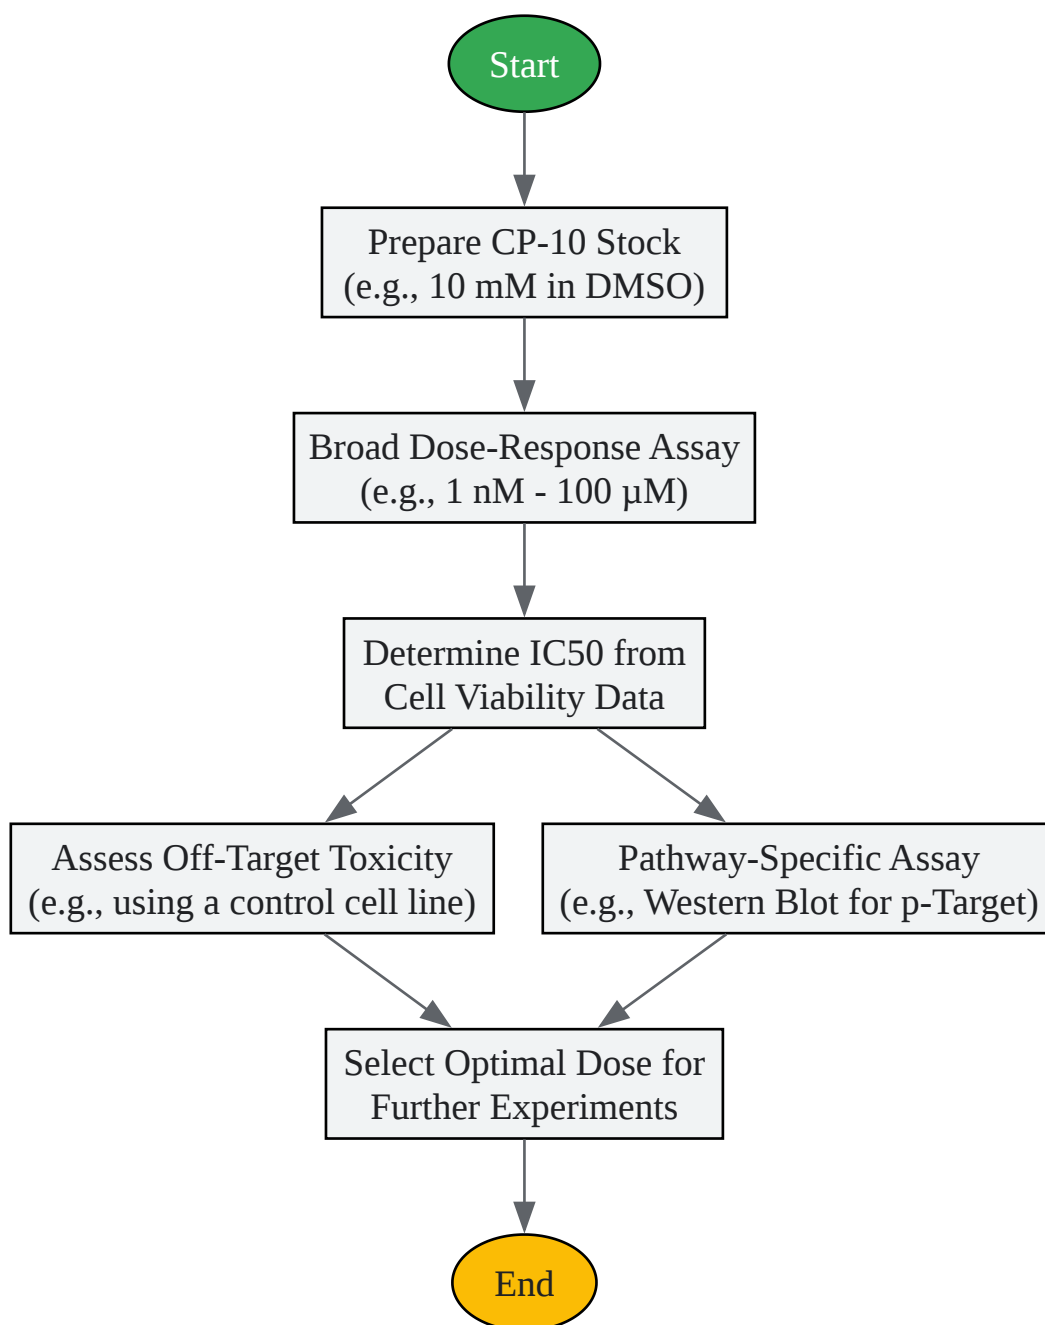 Start
Prepare CP-10 Stock
(e.g., 10 mM in DMSO)
Broad Dose-Response Assay
(e.g., 1 nM - 100 µM)
Determine IC50 from
Cell Viability Data
Assess Off-Target Toxicity
(e.g., using a control cell line)
Pathway-Specific Assay
(e.g., Western Blot for p-Target)
Select Optimal Dose for
Further Experiments
End